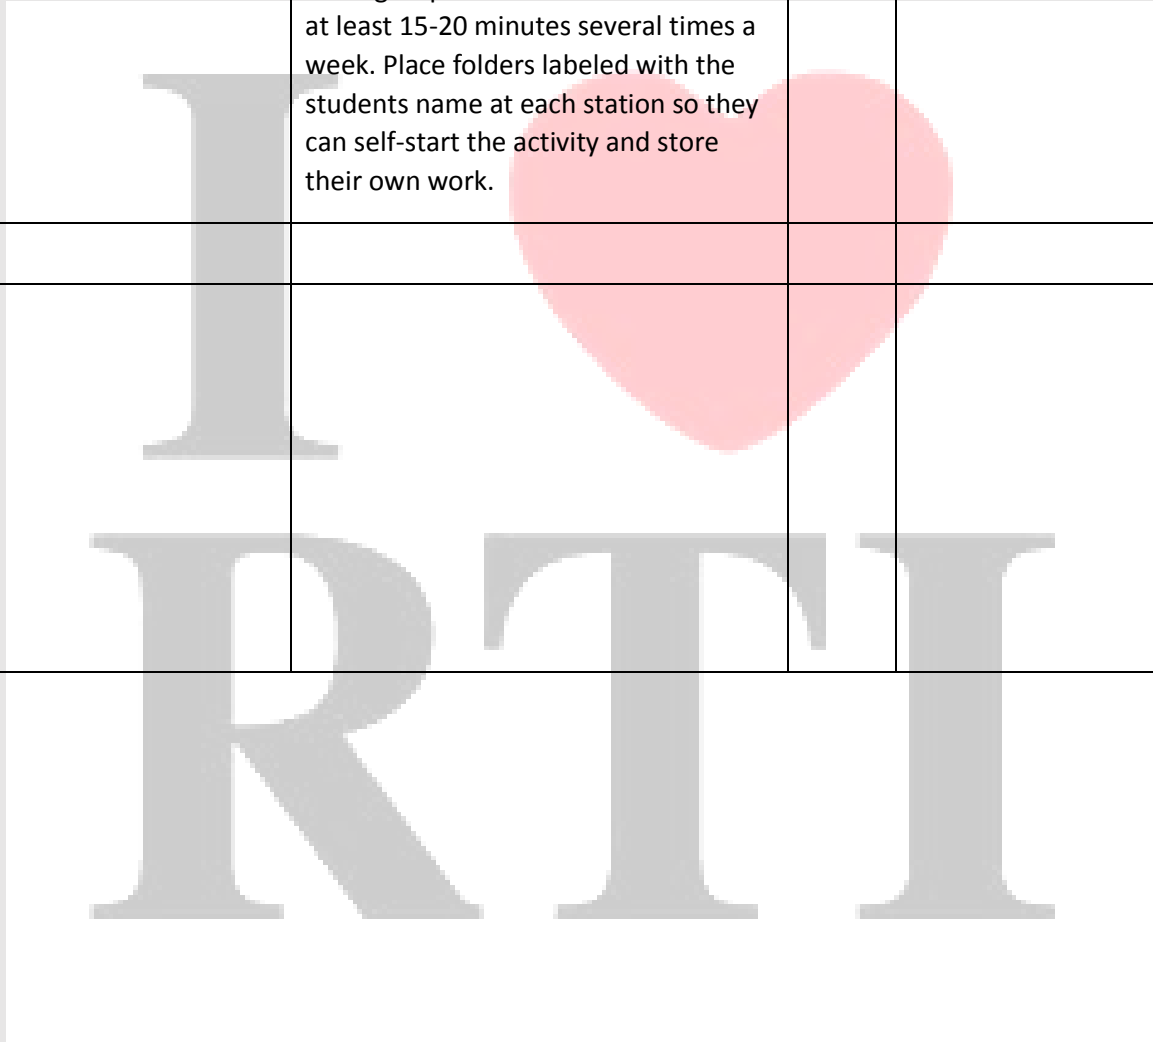 at least 15-20 minutes several times a
week. Place folders labeled with the
students name at each station so they
can self-start the activity and store
their own work.
I
RTI